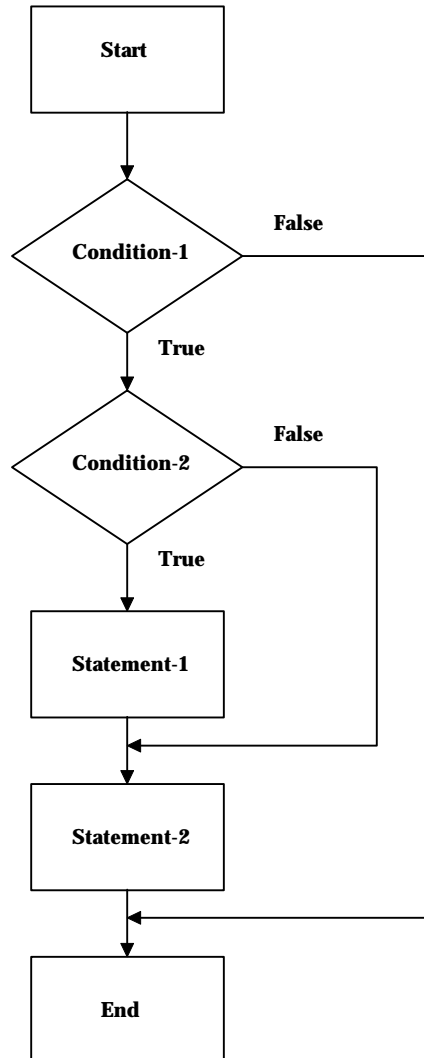 Start
False
Condition-1
True
False
Condition-2
True
Statement-1
Statement-2
End